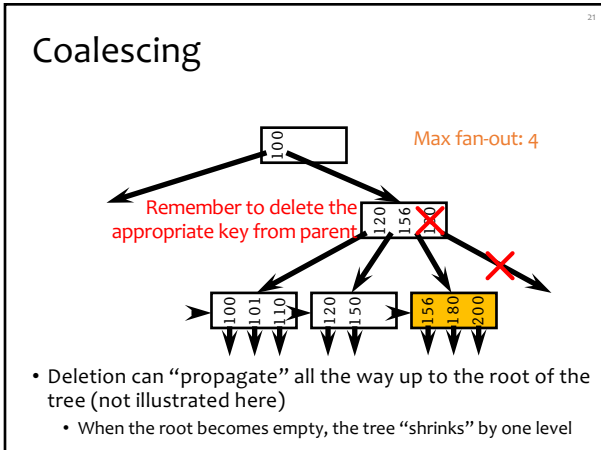 21
Coalescing
Max fan-out: 4
100
Remember to delete the
appropriate key from parent
120
156
180
100
101
110
120
150
156
180
200
• Deletion can “propagate” all the way up to the root of the
tree (not illustrated here)
• When the root becomes empty, the tree “shrinks” by one level